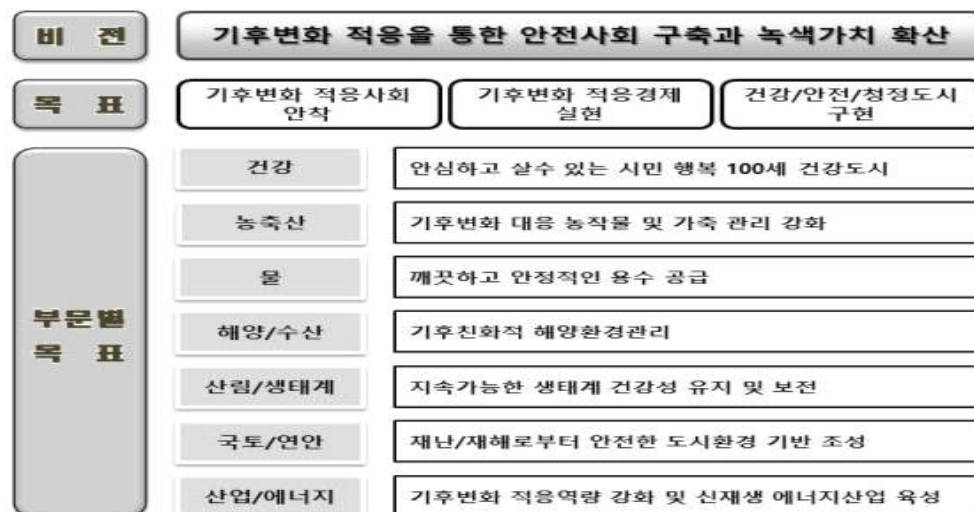 비 전
기후변화 적응을 통한 안전사회 구축과 녹색가치 확산
목 표
기후변화 적응사회
안착
기후변화 적응경제
실현
건강/안전/청정도시
구현
부문별
목 표
건강
안심하고 살수 있는 시민 행복 100세 건강도시
농축산
기후변화 대응 농작물 및 가축 관리 강화
물
깨끗하고 안정적인 용수 공급
해양/수산
기후친화적 해양환경관리
산림/생태계
지속가능한 생태계 건강성 유지 및 보전
국토/연안
재난/재해로부터 안전한 도시환경 기반 조성
산업/에너지
기후변화 적응역량 강화 및 신재생 에너지산업 육성